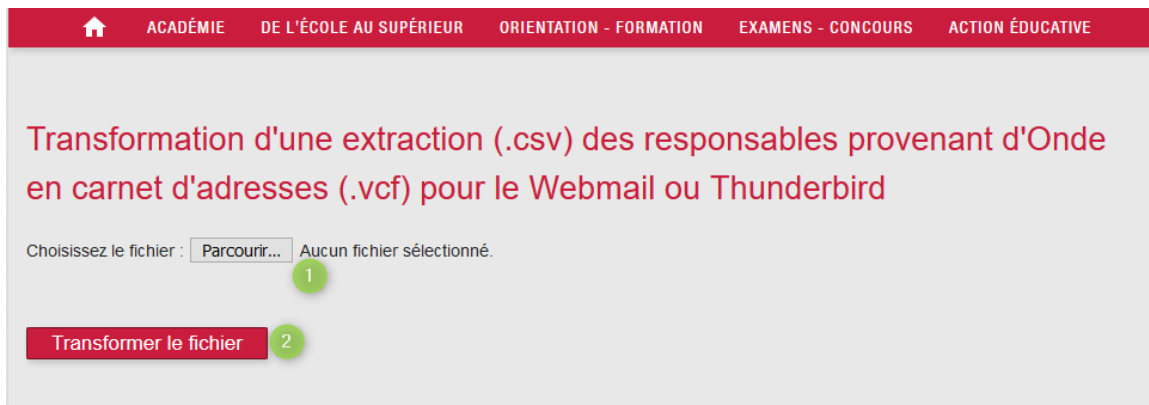 ACADÉMIE DE L'ÉCOLE AU SUPÉRIEUR ORIENTATION - FORMATION EXAMENS - CONCOURS ACTION ÉDUCATIVE
Transformation d'une extraction (.csv) des responsables provenant d'Onde
en carnet d'adresses (.vcf) pour le Webmail ou Thunderbird
Choisissez le fichier : Parcourir... Aucun fichier sélectionné.
1
Transformer le fichier 2